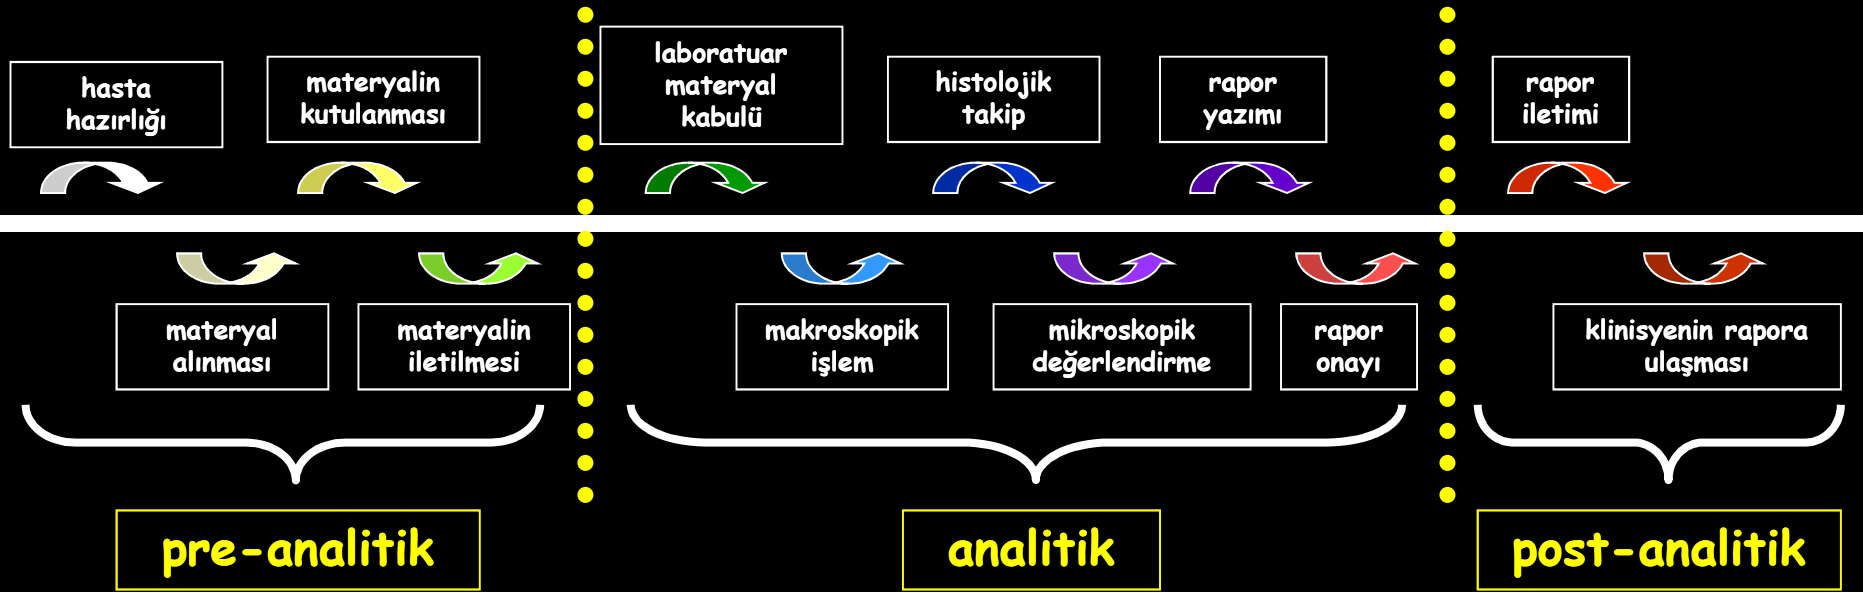 hasta
hazırlığı
materyalin
kutulanması
laboratuar
materyal
kabulü
histolojik
takip
rapor
yazımı
rapor
iletimi
materyal
alınması
materyalin
iletilmesi
makroskopik
işlem
mikroskopik
değerlendirme
rapor
onayı
klinisyenin rapora
ulaşması
pre-analitik
analitik
post-analitik